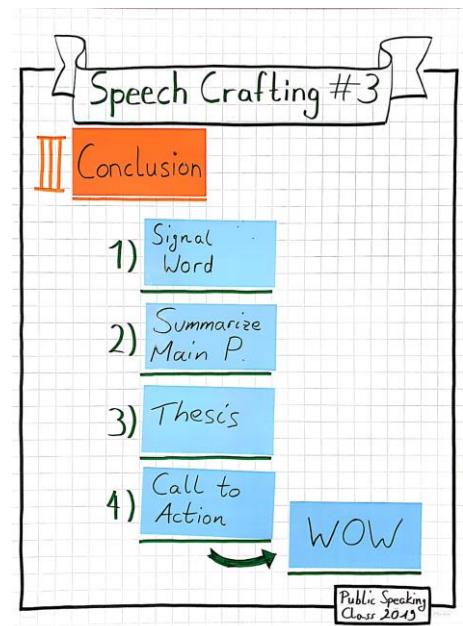 Speech Crafting #3
III Conclusion
1) Signal
Word
2) Summarize
Main P.
3) Thesis
4) Call to
Action
WOW
Public Speaking
Class 2019